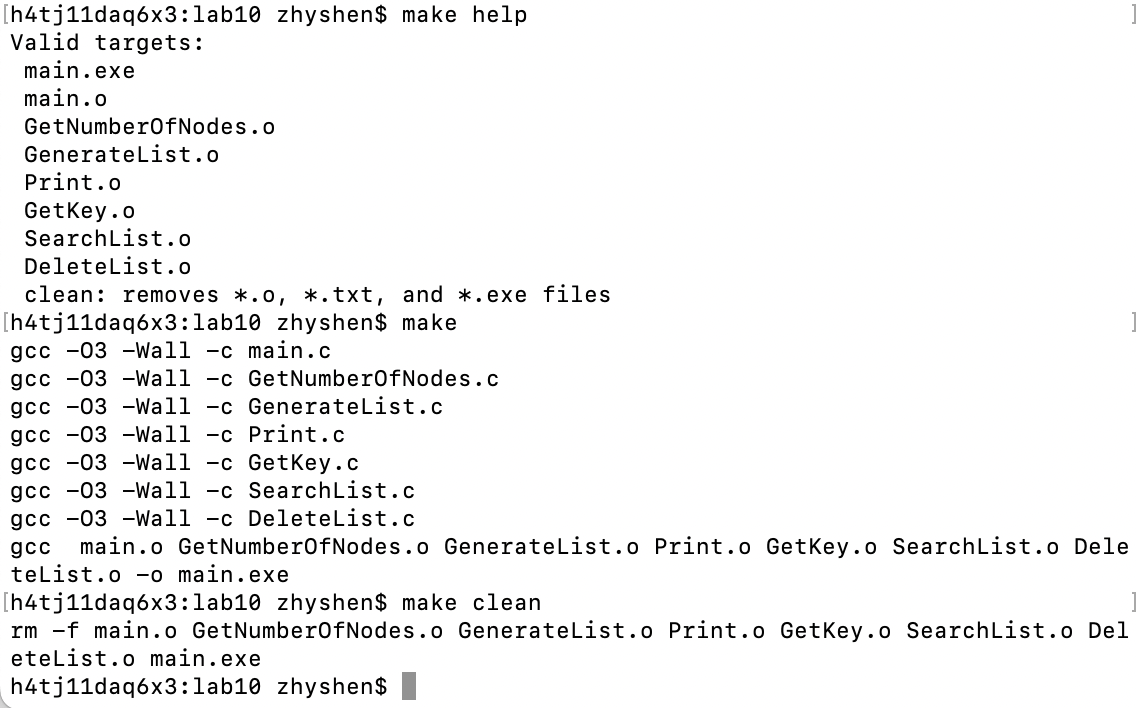 [h4tj11daq6x3:lab10 zhyshen$ make help ]
Valid targets:
 main.exe
 main.o
 GetNumberOfNodes.o
 GenerateList.o
 Print.o
 GetKey.o
 SearchList.o
 DeleteList.o
 clean: removes *.o, *.txt, and *.exe files
[h4tj11daq6x3:lab10 zhyshen$ make ]
gcc -O3 -Wall -c main.c
gcc -O3 -Wall -c GetNumberOfNodes.c
gcc -O3 -Wall -c GenerateList.c
gcc -O3 -Wall -c Print.c
gcc -O3 -Wall -c GetKey.c
gcc -O3 -Wall -c SearchList.c
gcc -O3 -Wall -c DeleteList.c
gcc  main.o GetNumberOfNodes.o GenerateList.o Print.o GetKey.o SearchList.o Dele
teList.o -o main.exe
[h4tj11daq6x3:lab10 zhyshen$ make clean ]
rm -f main.o GetNumberOfNodes.o GenerateList.o Print.o GetKey.o SearchList.o Del
eteList.o main.exe
h4tj11daq6x3:lab10 zhyshen$